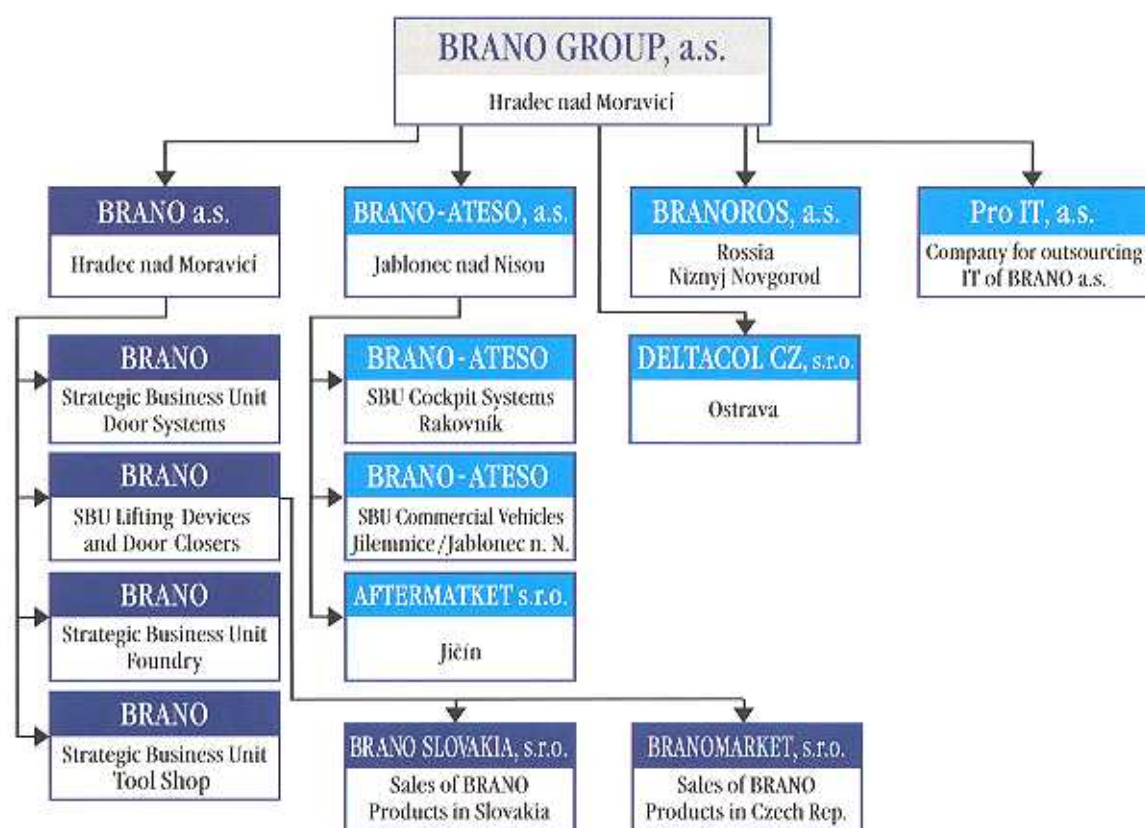 BRANO GROUP, a.s.
Hradec nad Moravicí
BRANO a.s.
Hradec nad Moravicí
BRANO-ATESO, a.s.
Jablonec nad Nisou
BRANOROS, a.s.
Rossia
Niznyj Novgorod
Pro IT, a.s.
Company for outsourcing
IT of BRANO a.s.
BRANO
Strategic Business Unit
Door Systems
BRANO-ATESO
SBU Cockpit Systems
Rakovník
DELTACOL CZ, s.r.o.
Ostrava
BRANO
SBU Lifting Devices
and Door Closers
BRANO-ATESO
SBU Commercial Vehicles
Jilemnice/Jablonec n. N.
BRANO
Strategic Business Unit
Foundry
AFTERMATKET s.r.o.
Jičín
BRANO
Strategic Business Unit
Tool Shop
BRANO SLOVAKIA, s.r.o.
Sales of BRANO
Products in Slovakia
BRANOMARKET, s.r.o.
Sales of BRANO
Products in Czech Rep.